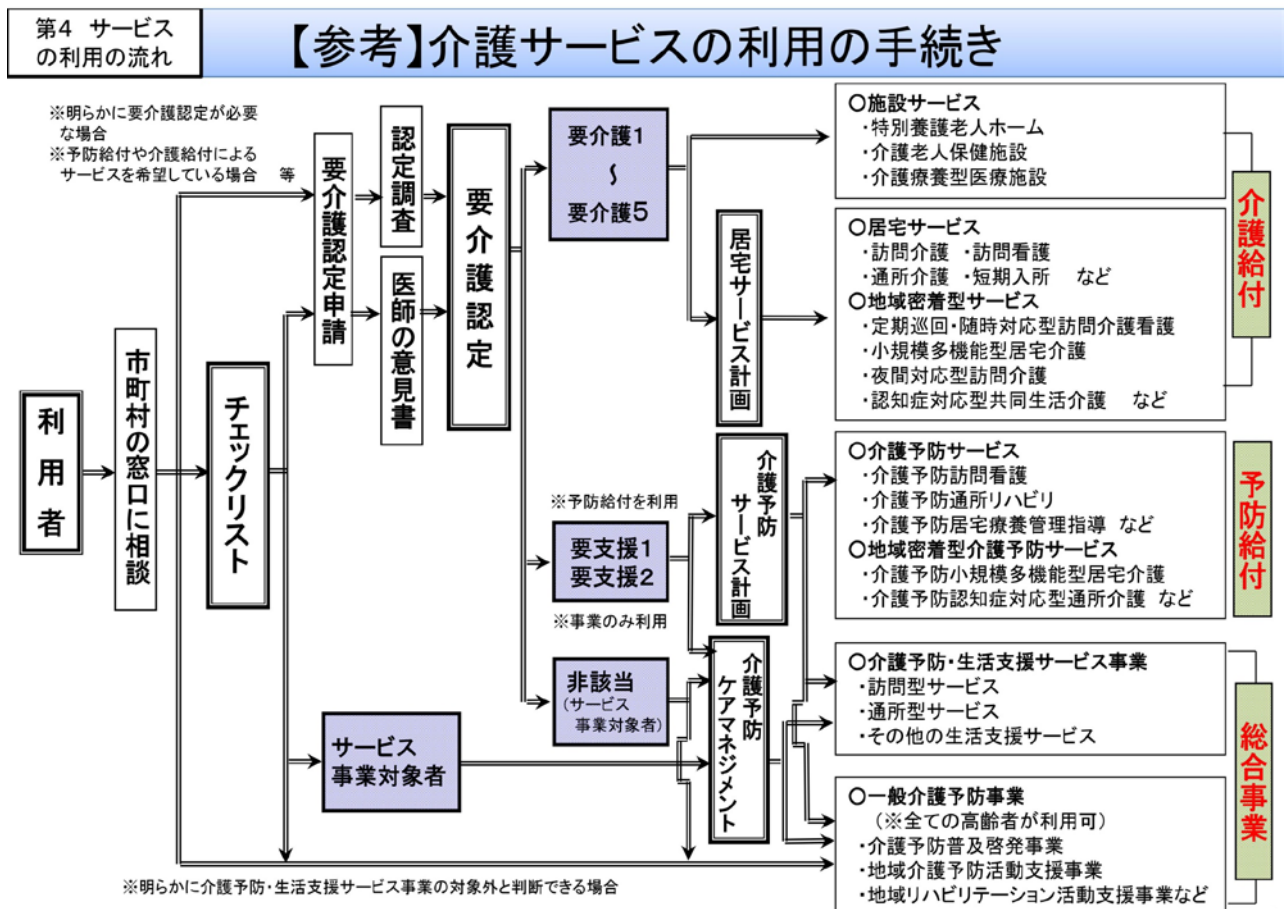 第4 サービス
の利用の流れ
【参考】介護サービスの利用の手続き
※明らかに要介護認定が必要
な場合
※予防給付や介護給付による
サービスを希望している場合 等
利用者
市町村の窓口に相談
チェックリスト
要介護認定申請
認定調査
医師の意見書
要介護認定
要介護1
〜
要介護5
※予防給付を利用
要支援1
要支援2
※事業のみ利用
非該当
(サービス
事業対象者)
サービス
事業対象者
居宅サービス計画
介護予防
サービス計画
介護予防
ケアマネジメント
○施設サービス
・特別養護老人ホーム
・介護老人保健施設
・介護療養型医療施設
○居宅サービス
・訪問介護 ・訪問看護
・通所介護 ・短期入所 など
○地域密着型サービス
・定期巡回・随時対応型訪問介護看護
・小規模多機能型居宅介護
・夜間対応型訪問介護
・認知症対応型共同生活介護 など
介護給付
○介護予防サービス
・介護予防訪問看護
・介護予防通所リハビリ
・介護予防居宅療養管理指導 など
○地域密着型介護予防サービス
・介護予防小規模多機能型居宅介護
・介護予防認知症対応型通所介護 など
予防給付
○介護予防・生活支援サービス事業
・訪問型サービス
・通所型サービス
・その他の生活支援サービス
○一般介護予防事業
(※全ての高齢者が利用可)
・介護予防普及啓発事業
・地域介護予防活動支援事業
・地域リハビリテーション活動支援事業など
総合事業
※明らかに介護予防・生活支援サービス事業の対象外と判断できる場合